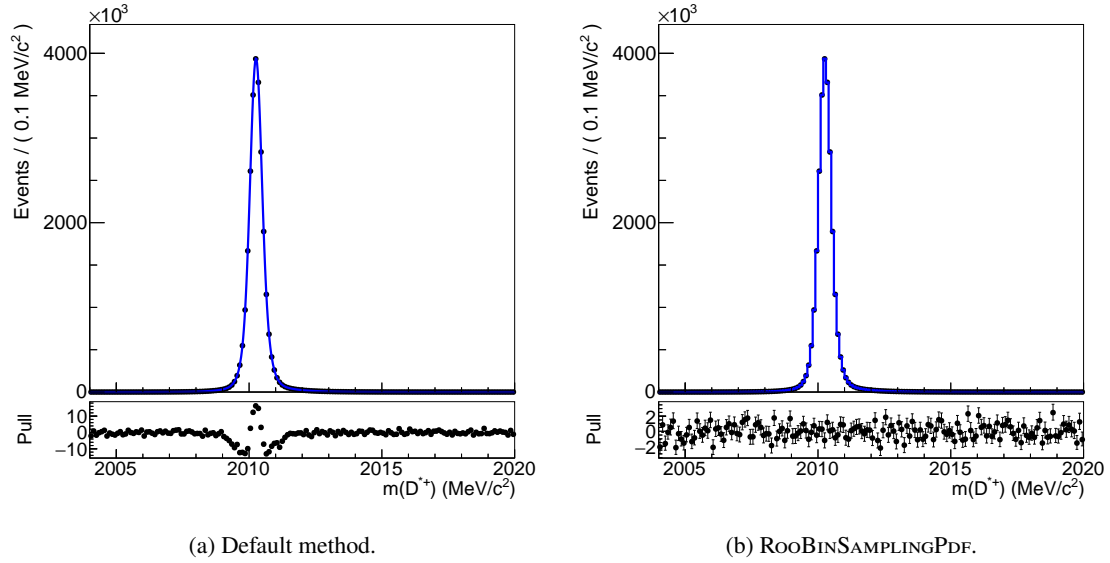 ×10³
4000
2000
0
Events / ( 0.1 MeV/c²)
10
0
−10
Pull
2005 2010 2015 2020
m(D*⁺) (MeV/c²)
(a) Default method.
×10³
4000
2000
0
Events / ( 0.1 MeV/c²)
2
0
−2
Pull
2005 2010 2015 2020
m(D*⁺) (MeV/c²)
(b) RooBinSamplingPdf.